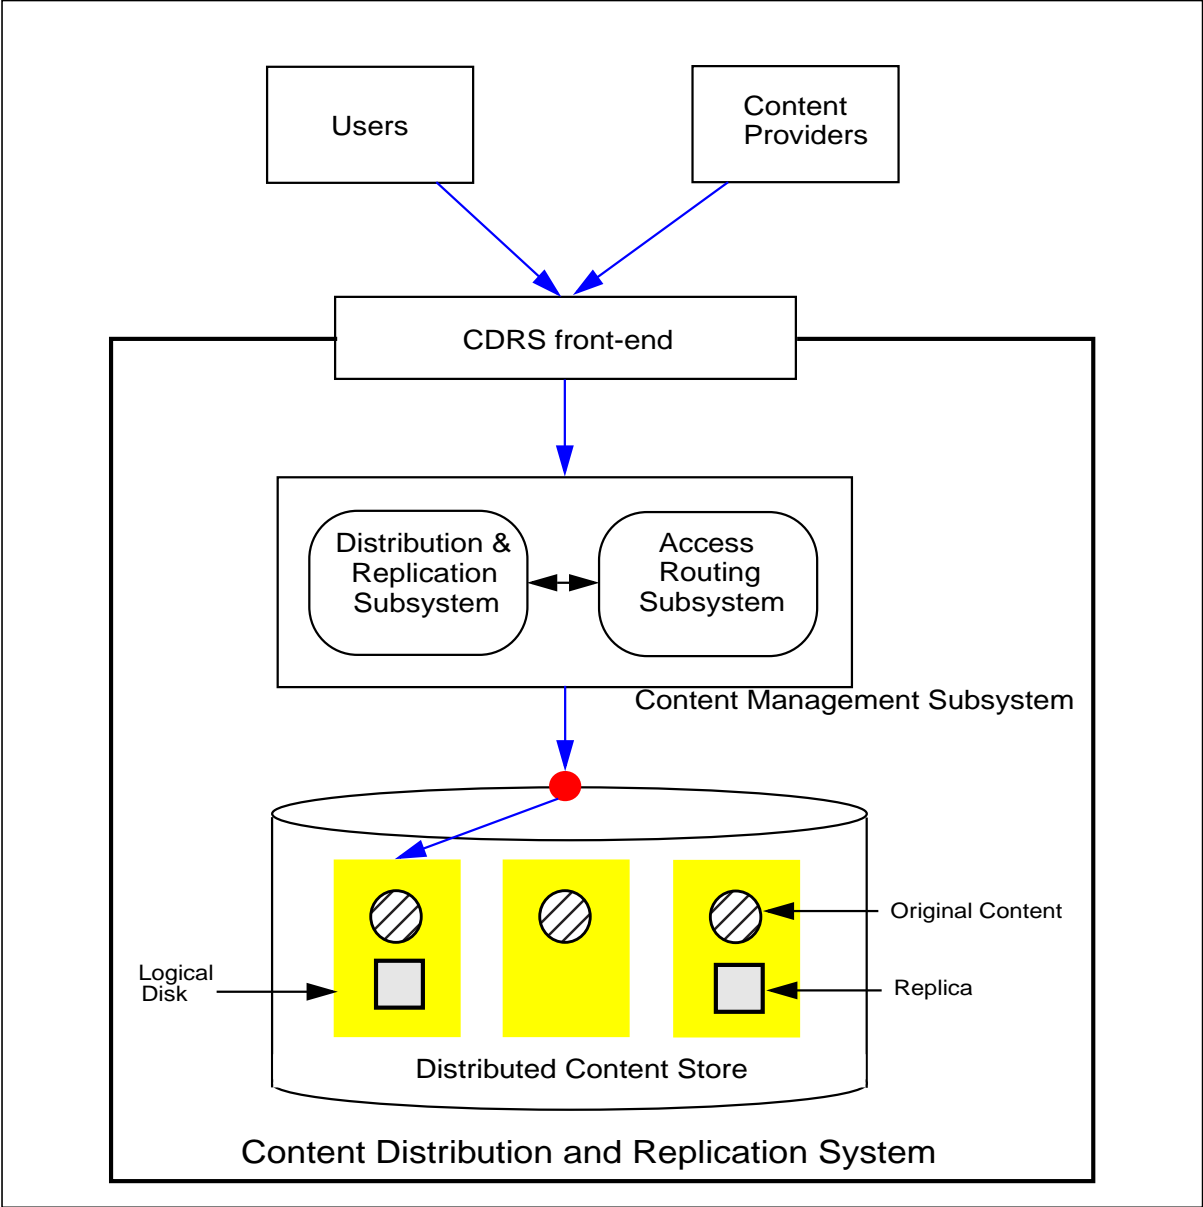 Users
Content
Providers
CDRS front-end
Distribution &
Replication
Subsystem
Access
Routing
Subsystem
Content Management Subsystem
Original Content
Logical
Disk
Replica
Distributed Content Store
Content Distribution and Replication System